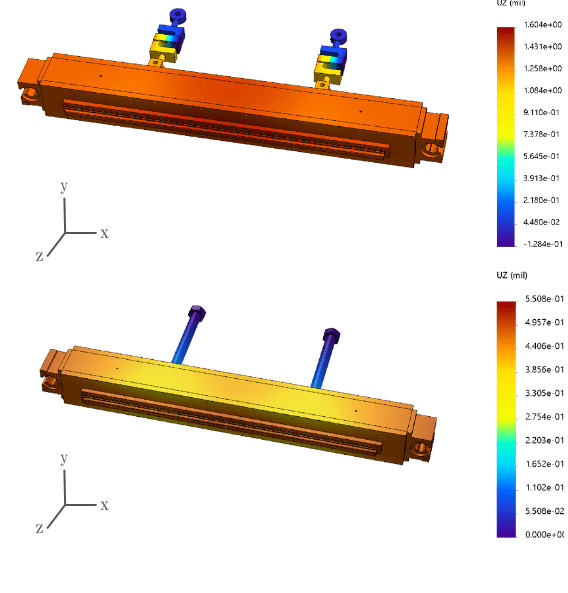 UZ (mil)
1.604e+00
1.431e+00
1.258e+00
1.084e+00
9.110e-01
7.378e-01
5.645e-01
3.913e-01
2.180e-01
4.480e-02
-1.284e-01
y
x
z
UZ (mil)
5.508e-01
4.957e-01
4.406e-01
3.856e-01
3.305e-01
2.754e-01
2.203e-01
1.652e-01
1.102e-01
5.508e-02
0.000e+00
y
x
z